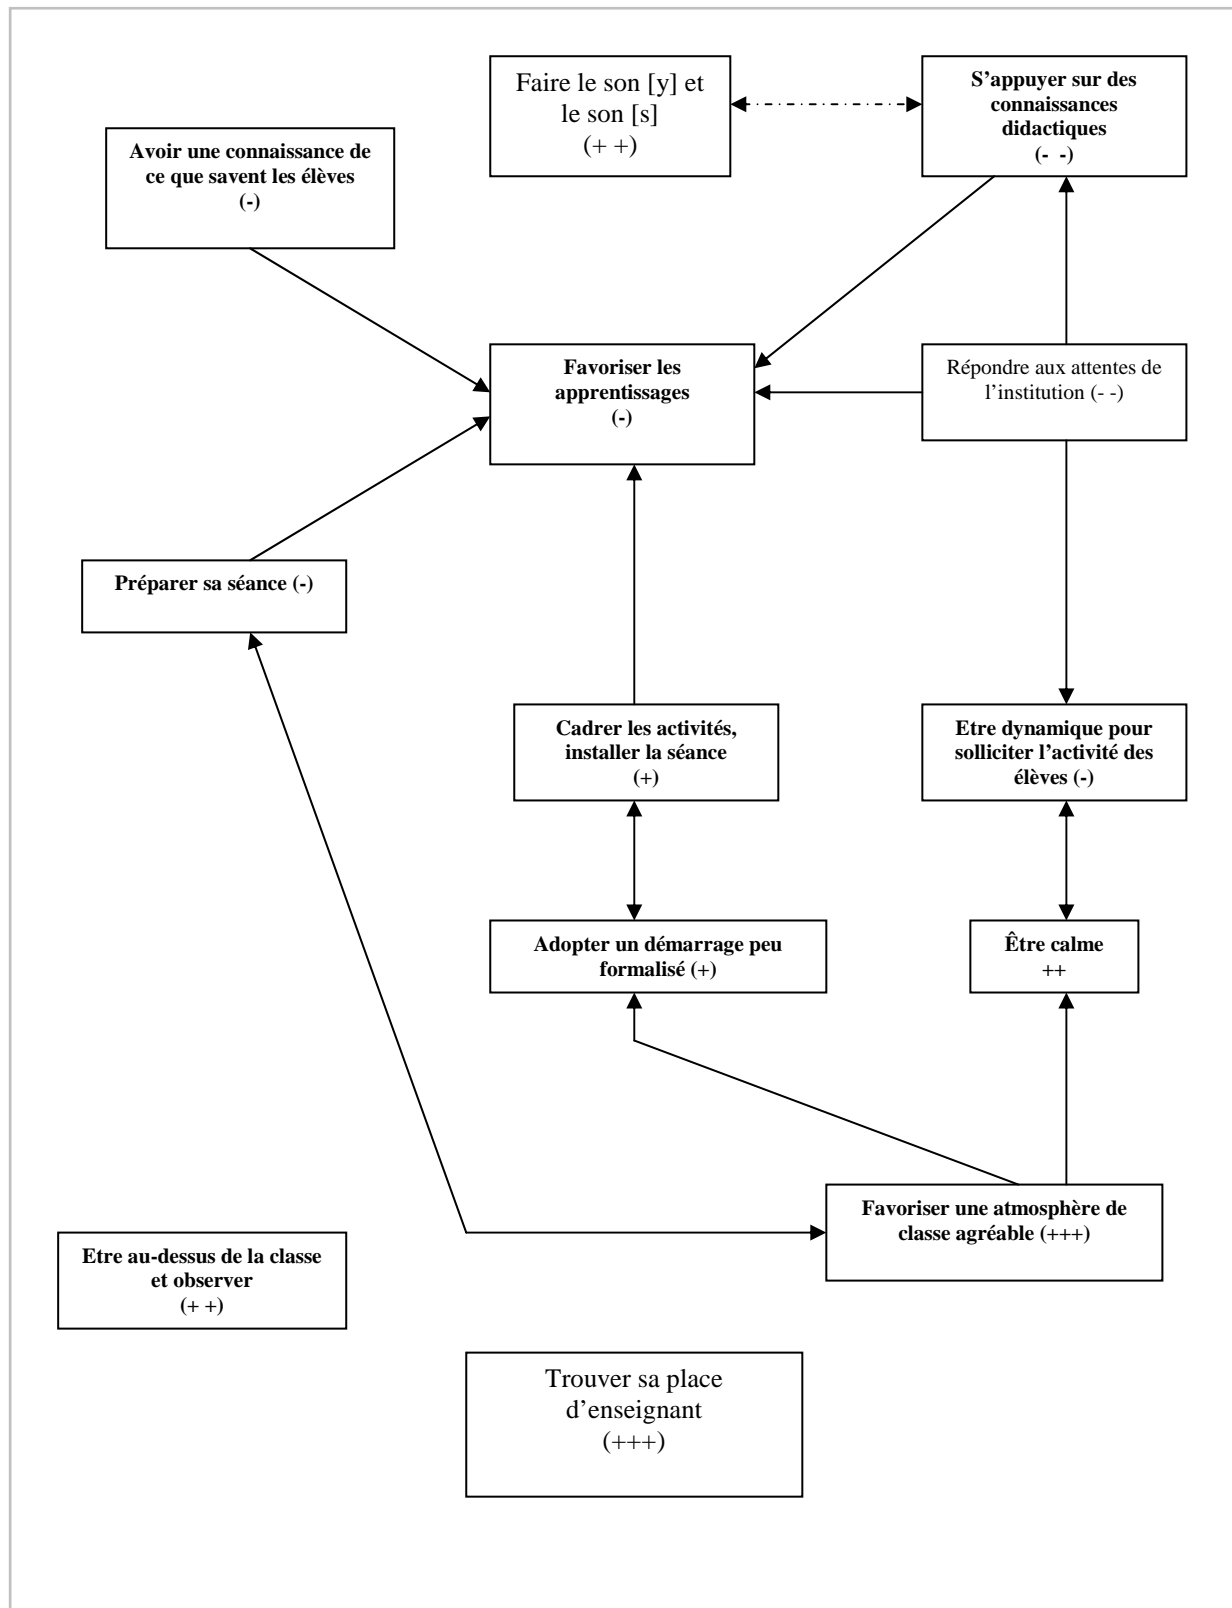 Faire le son [y] et
le son [s]
(+ +)
S’appuyer sur des
connaissances
didactiques
(- -)
Avoir une connaissance de
ce que savent les élèves
(-)
Favoriser les
apprentissages
(-)
Répondre aux attentes de
l’institution (- -)
Préparer sa séance (-)
Cadrer les activités,
installer la séance
(+)
Etre dynamique pour
solliciter l’activité des
élèves (-)
Adopter un démarrage peu
formalisé (+)
Être calme
++
Favoriser une atmosphère de
classe agréable (+++)
Etre au-dessus de la classe
et observer
(+ +)
Trouver sa place
d’enseignant
(+++)